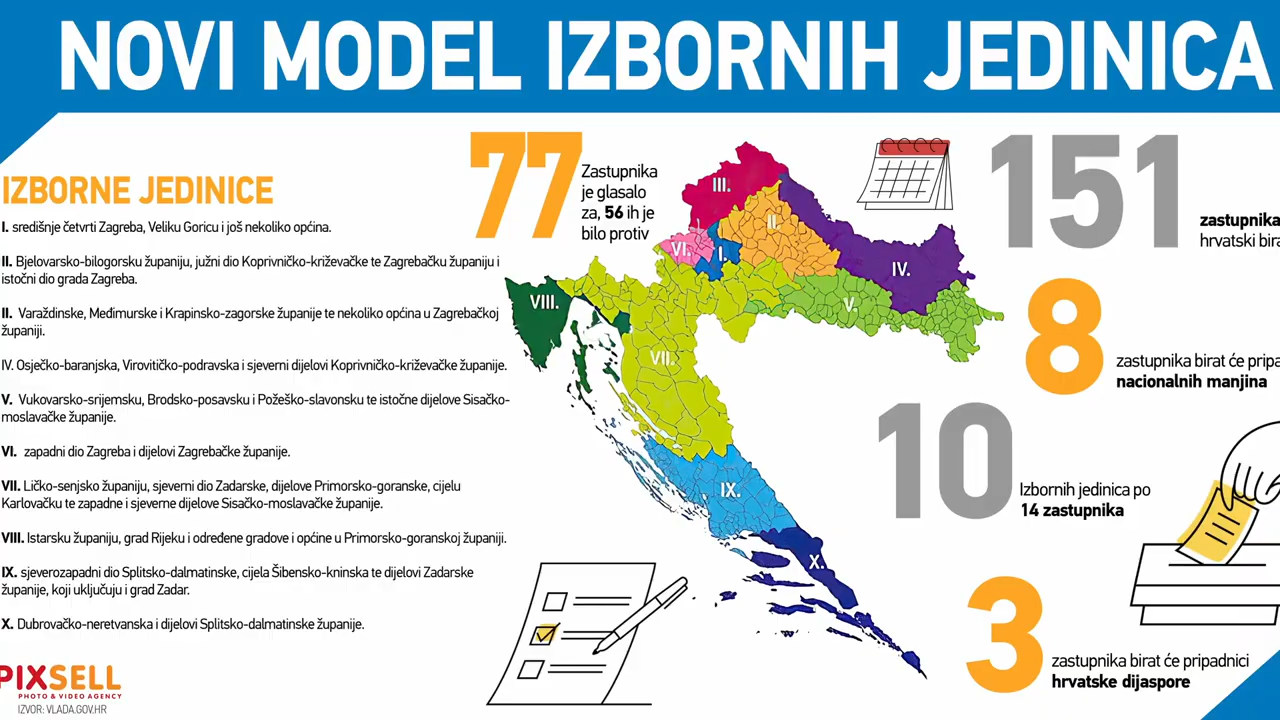 NOVI MODEL IZBORNIH JEDINICA
IZBORNE JEDINICE
I. središnje četvrti Zagreba, Veliku Goricu i još nekoliko općina.
II. Bjelovarsko-bilogorsku županiju, južni dio Koprivničko-križevačke te Zagrebačku županiju i
istočni dio grada Zagreba.
II. Varaždinske, Međimurske i Krapinsko-zagorske županije te nekoliko općina u Zagrebačkoj
županiji.
IV. Osječko-baranjska, Virovitičko-podravska i sjeverni dijelovi Koprivničko-križevačke županije.
V. Vukovarsko-srijemsku, Brodsko-posavsku i Požeško-slavonsku te istočne dijelove Sisačko-
moslavačke županije.
VI. zapadni dio Zagreba i dijelovi Zagrebačke županije.
VII. Ličko-senjsko županiju, sjeverni dio Zadarske, dijelove Primorsko-goranske, cijelu
Karlovačku te zapadne i sjeverne dijelove Sisačko-moslavačke županije.
VIII. Istarsku županiju, grad Rijeku i određene gradove i općine u Primorsko-goranskoj županiji.
IX. sjeverozapadni dio Splitsko-dalmatinske, cijela Šibensko-kninska te dijelovi Zadarske
županije, koji uključuju i grad Zadar.
X. Dubrovačko-neretvanska i dijelovi Splitsko-dalmatinske županije.
PIXSELL
PHOTO & VIDEO AGENCY
IZVOR: VLADA.GOV.HR
77
Zastupnika
je glasalo
za, 56 ih je
bilo protiv
III.
II.
VI.
I.
IV.
VIII.
V.
VII.
IX.
X.
151
zastupnika
hrvatski bira
8
zastupnika birat će pripa
nacionalnih manjina
10
Izbornih jedinica po
14 zastupnika
3
zastupnika birat će pripadnici
hrvatske dijaspore